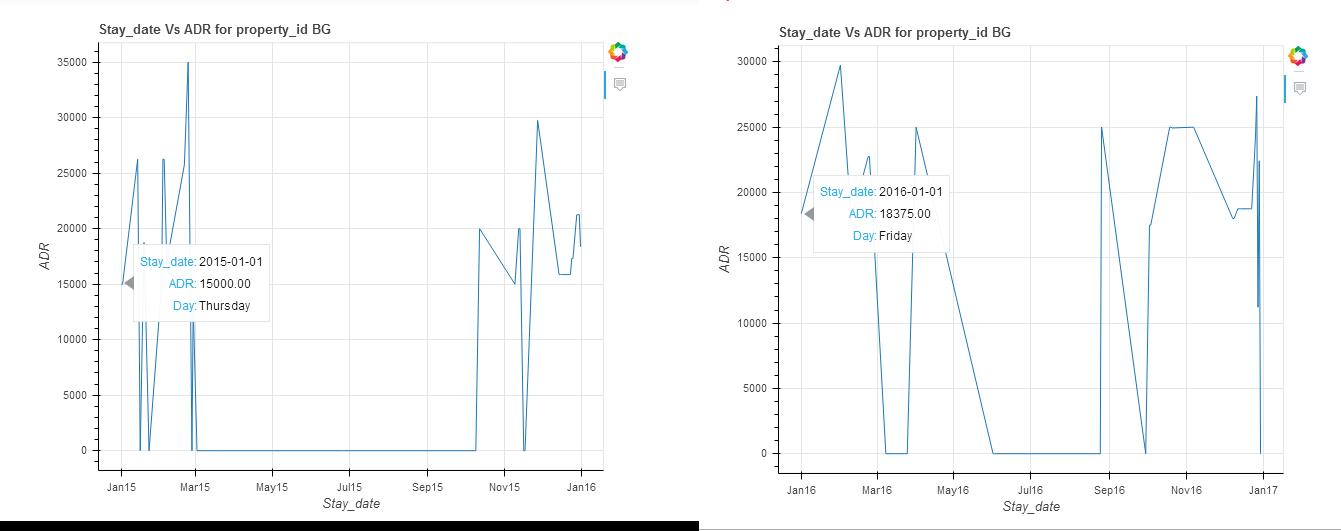 Stay_date Vs ADR for property_id BG
35000
30000
25000
20000
15000
10000
5000
0
ADR
Stay_date: 2015-01-01
ADR: 15000.00
Day: Thursday
Jan15 Mar15 May15 Jul15 Sep15 Nov15 Jan16
Stay_date
Stay_date Vs ADR for property_id BG
30000
25000
20000
15000
10000
5000
0
ADR
Stay_date: 2016-01-01
ADR: 18375.00
Day: Friday
Jan16 Mar16 May16 Jul16 Sep16 Nov16 Jan17
Stay_date